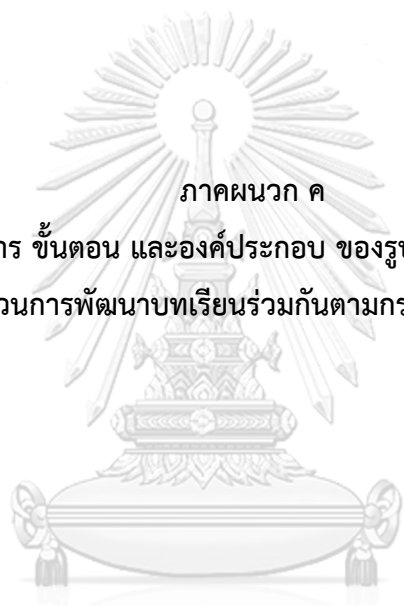 ภาคผนวก ค
ขั้นตอน และองค์ประกอบ
การพัฒนาบทเรียนร่วมกันตาม